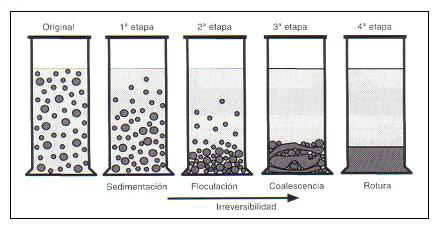 Original 1ª etapa 2ª etapa 3ª etapa 4ª etapa
Sedimentación Floculación Coalescencia Rotura
Irreversibilidad